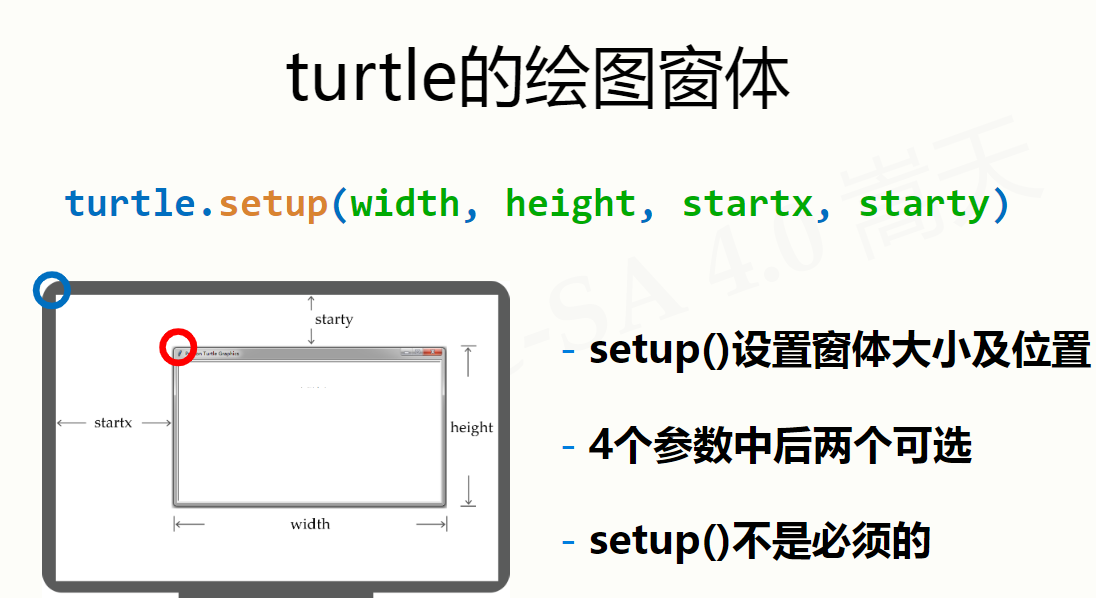 turtle的绘图窗体
turtle.setup(width, height, startx, starty)
-SA 4.0 嵩天
starty
Python Turtle Graphics
startx
height
width
- setup()设置窗体大小及位置
- 4个参数中后两个可选
- setup()不是必须的